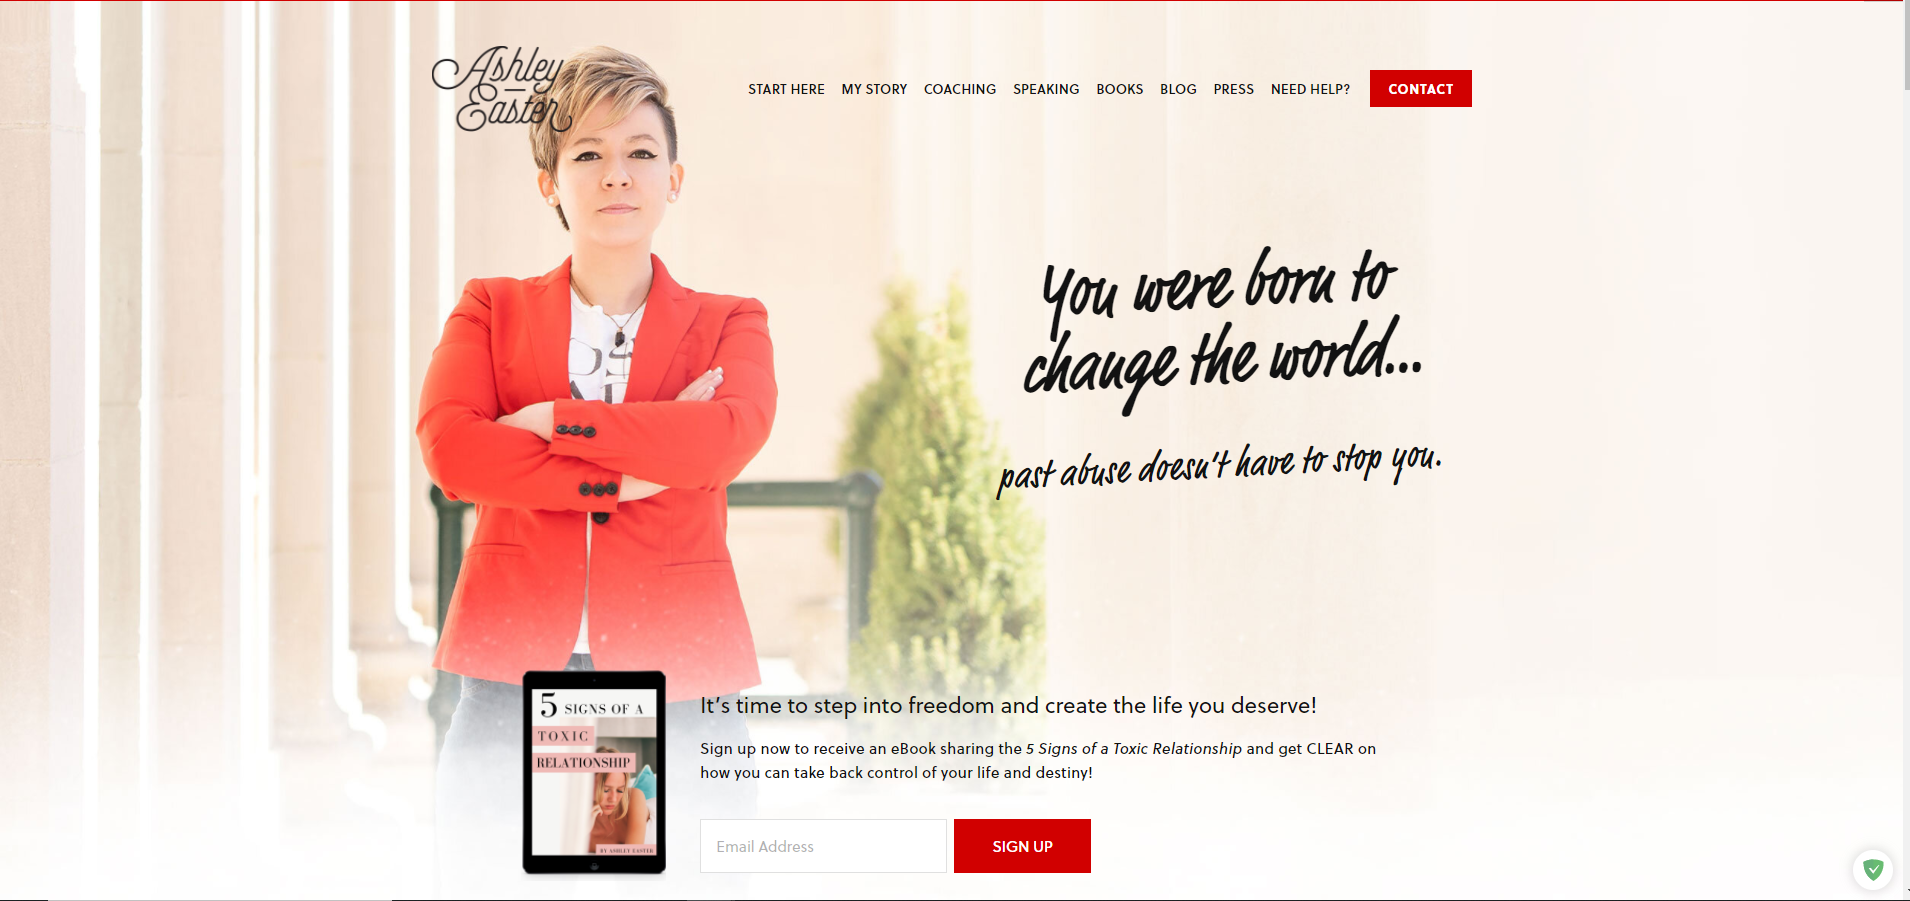 Ashley
Easter
START HERE MY STORY COACHING SPEAKING BOOKS BLOG PRESS NEED HELP? CONTACT
You were born to
change the world...
past abuse doesn't have to stop you.
5 SIGNS OF A
TOXIC
RELATIONSHIP
BY ASHLEY EASTER
It's time to step into freedom and create the life you deserve!
Sign up now to receive an eBook sharing the 5 Signs of a Toxic Relationship and get CLEAR on
how you can take back control of your life and destiny!
Email Address
SIGN UP